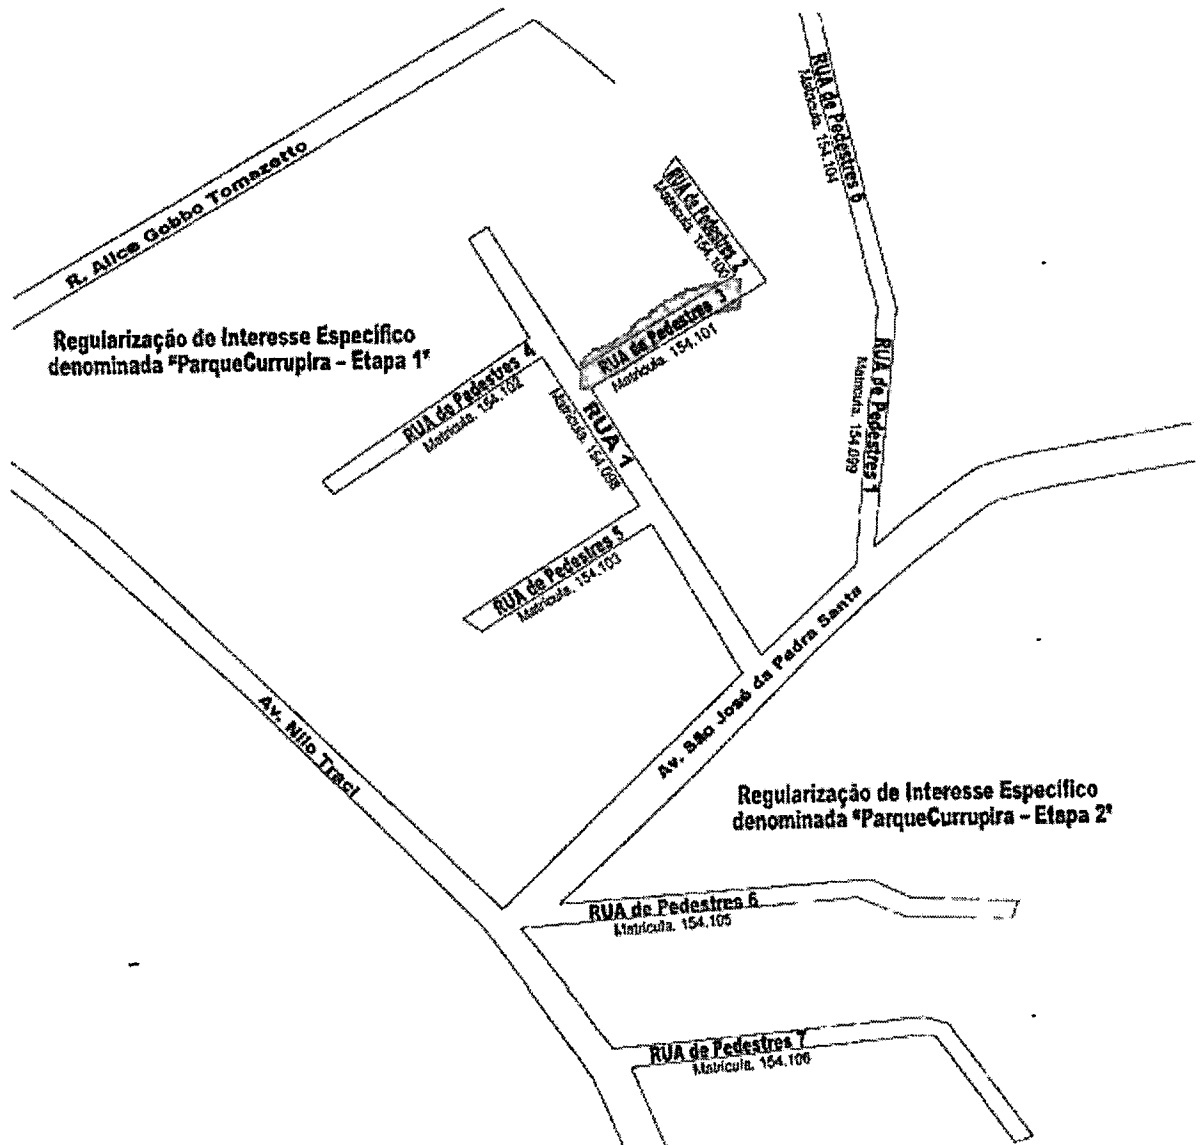 RUA de Pedestres 6
Matrícula. 154.104
R. Alice Gobbo Tomazetto
RUA de Pedestres 2
Matrícula. 154.100
RUA de Pedestres 3
Matrícula. 154.101
Regularização de Interesse Específico
denominada "ParqueCurrupira – Etapa 1"
RUA de Pedestres 4
Matrícula. 154.102
RUA 1
Matrícula. 154.098
RUA de Pedestres 1
Matrícula. 154.099
RUA de Pedestres 5
Matrícula. 154.103
Av. São José da Pedra Santa
Av. Nilo Traci
Regularização de Interesse Específico
denominada "ParqueCurrupira – Etapa 2"
RUA de Pedestres 6
Matrícula. 154.105
RUA de Pedestres 7
Matrícula. 154.106